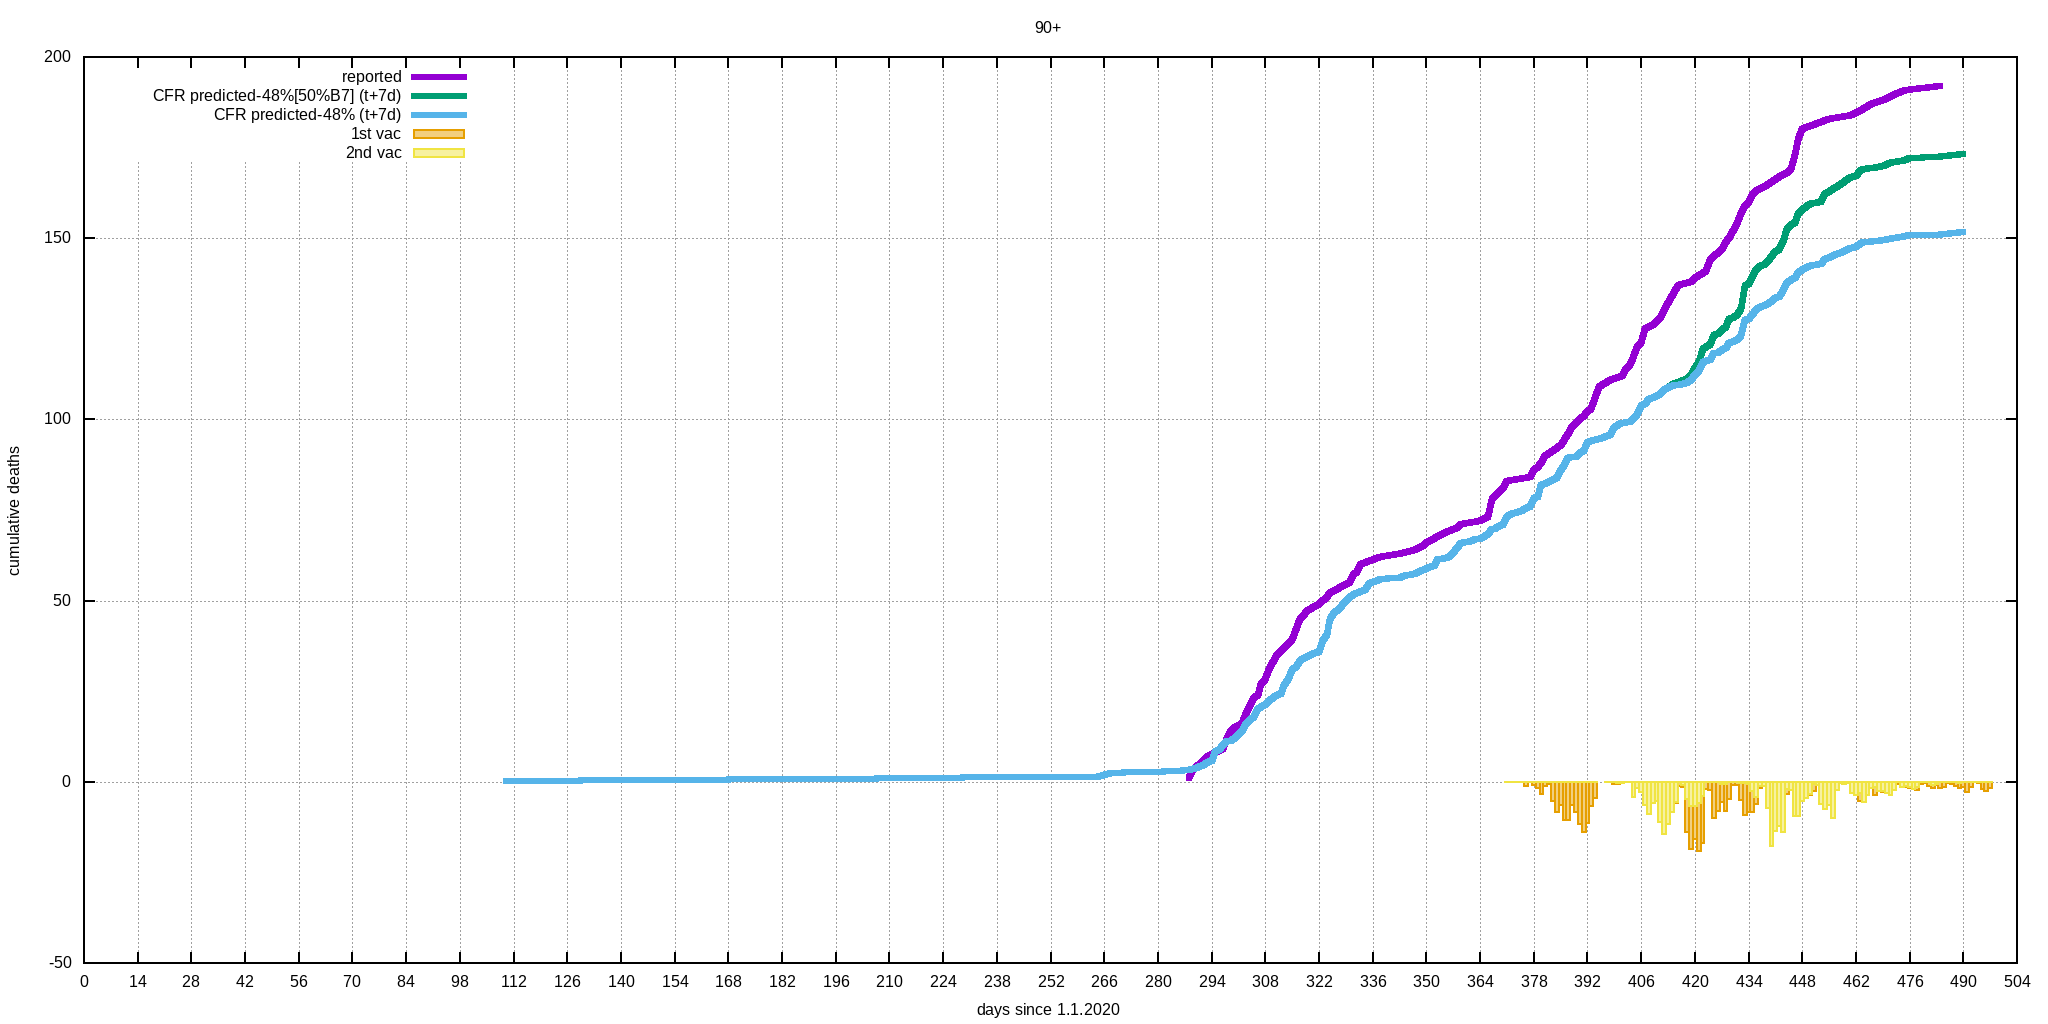 90+
200
150
100
50
0
-50
cumulative deaths
reported
CFR predicted-48%[50%B7] (t+7d)
CFR predicted-48% (t+7d)
1st vac
2nd vac
0 14 28 42 56 70 84 98 112 126 140 154 168 182 196 210 224 238 252 266 280 294 308 322 336 350 364 378 392 406 420 434 448 462 476 490 504
days since 1.1.2020